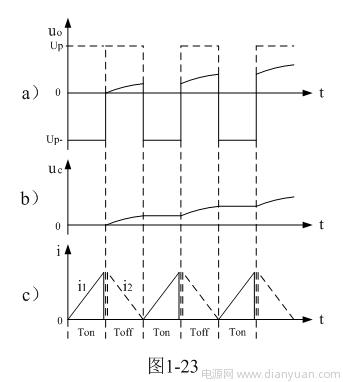 uo
Up
a)
0
t
Up-
uc
b)
0
t
i
i1
i2
c)
0
t
Ton
Toff
Ton
Toff
Ton
图1-23
电源网 www.dianyuan.com